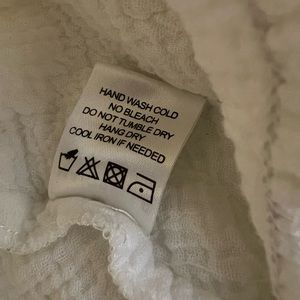 HAND WASH COLD
NO BLEACH
DO NOT TUMBLE DRY
HANG DRY
COOL IRON IF NEEDED